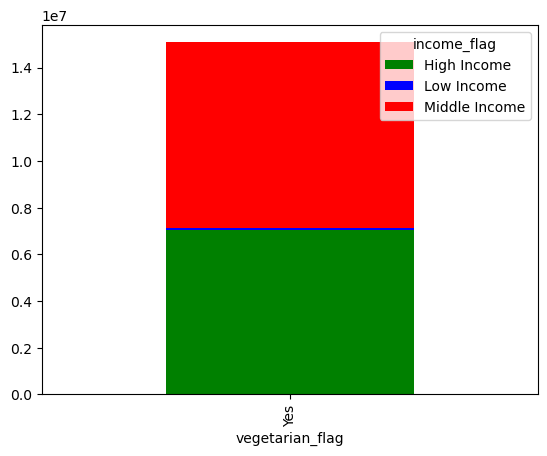 1e7
income_flag
High Income
Low Income
Middle Income
1.4
1.2
1.0
0.8
0.6
0.4
0.2
0.0
Yes
vegetarian_flag